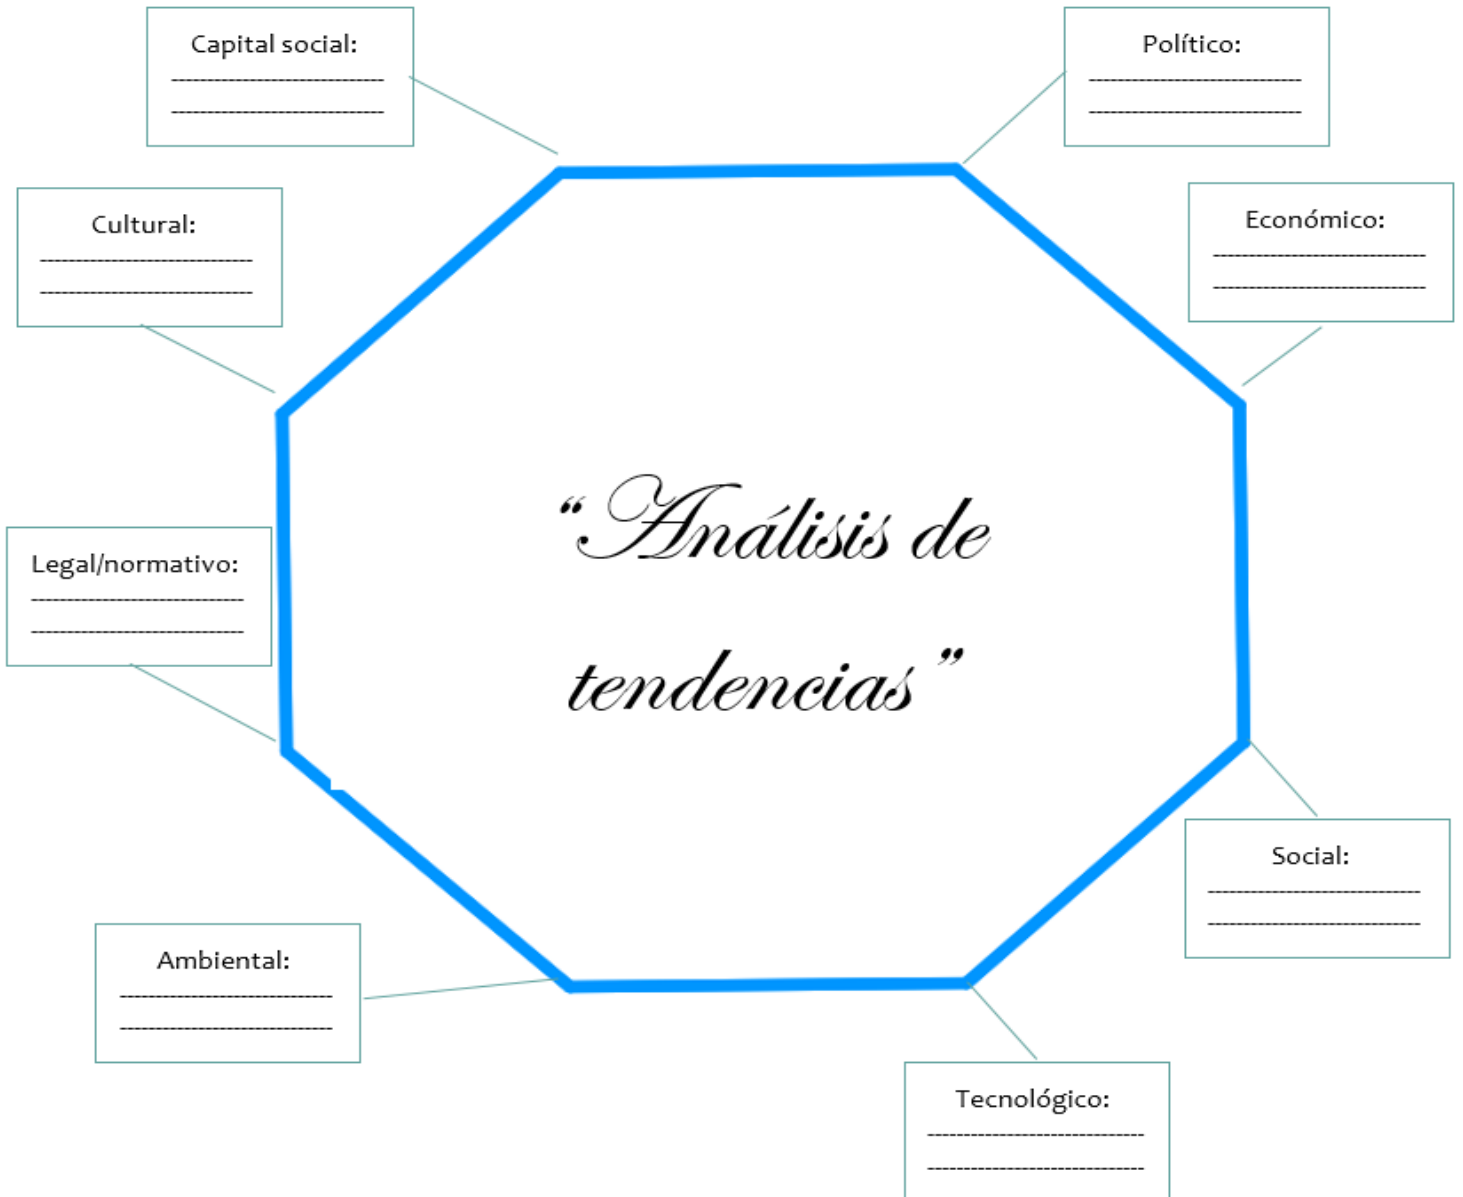 Capital social:
Político:
Cultural:
Económico:
“Análisis de
tendencias”
Legal/normativo:
Social:
Ambiental:
Tecnológico: